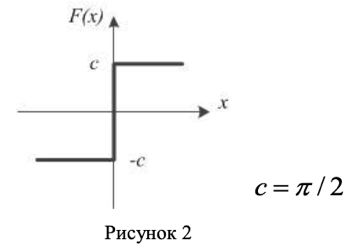 F(x)
c
x
-c
c = π / 2
Рисунок 2